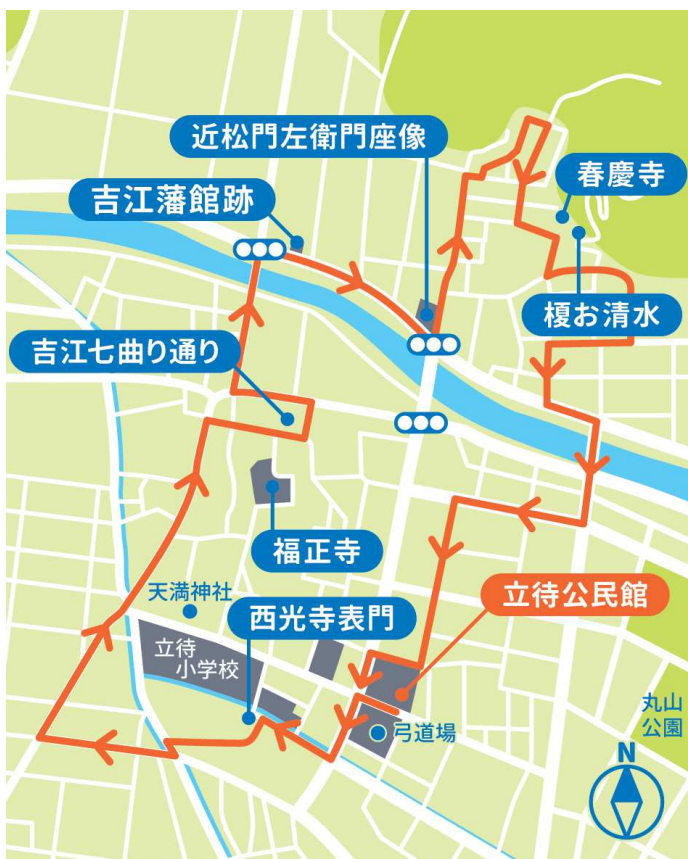 近松門左衛門座像
春慶寺
吉江藩館跡
榎お清水
吉江七曲り通り
福正寺
天満神社
西光寺表門
立待公民館
立待
小学校
丸山
公園
弓道場
N